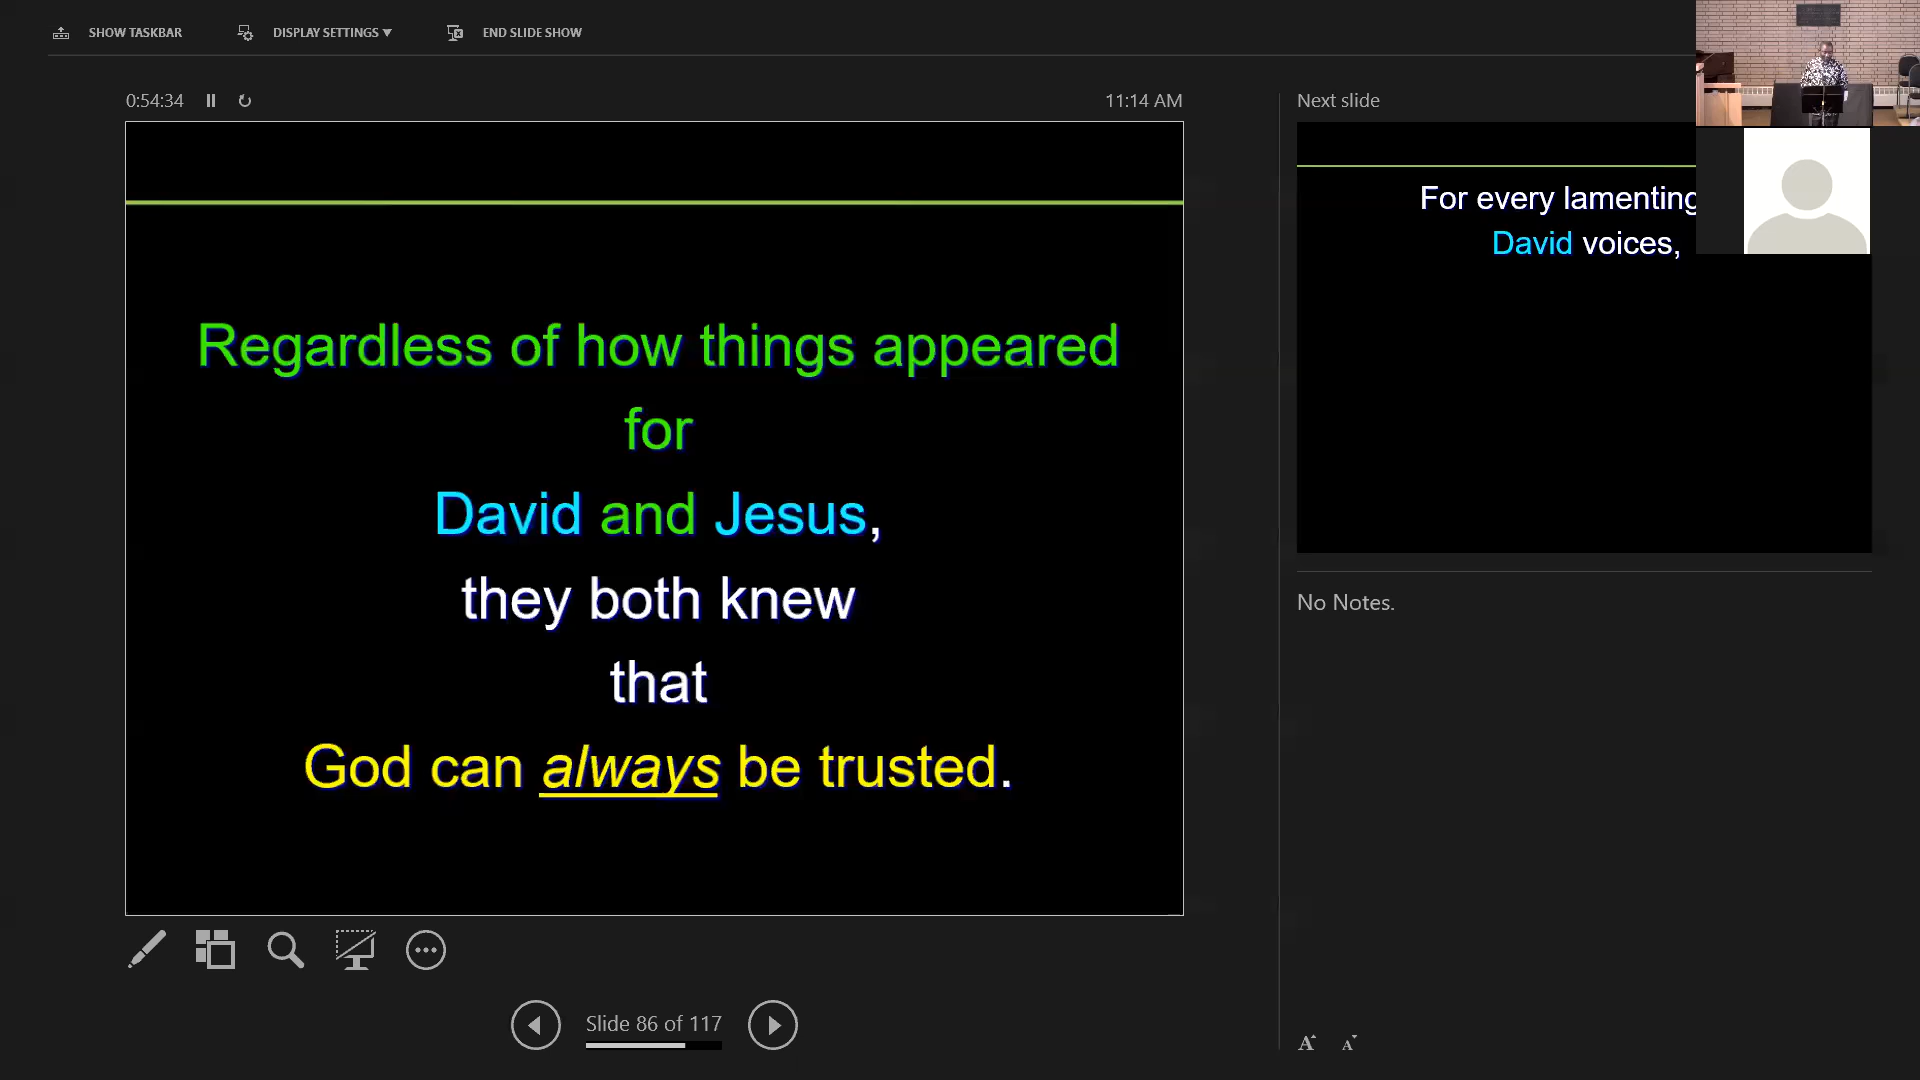 SHOW TASKBAR
DISPLAY SETTINGS ▼
END SLIDE SHOW
0:54:34
11:14 AM
Regardless of how things appeared
for
David and Jesus,
they both knew
that
God can always be trusted.
Slide 86 of 117
Next slide
For every lamenting
David voices,
No Notes.
A
A